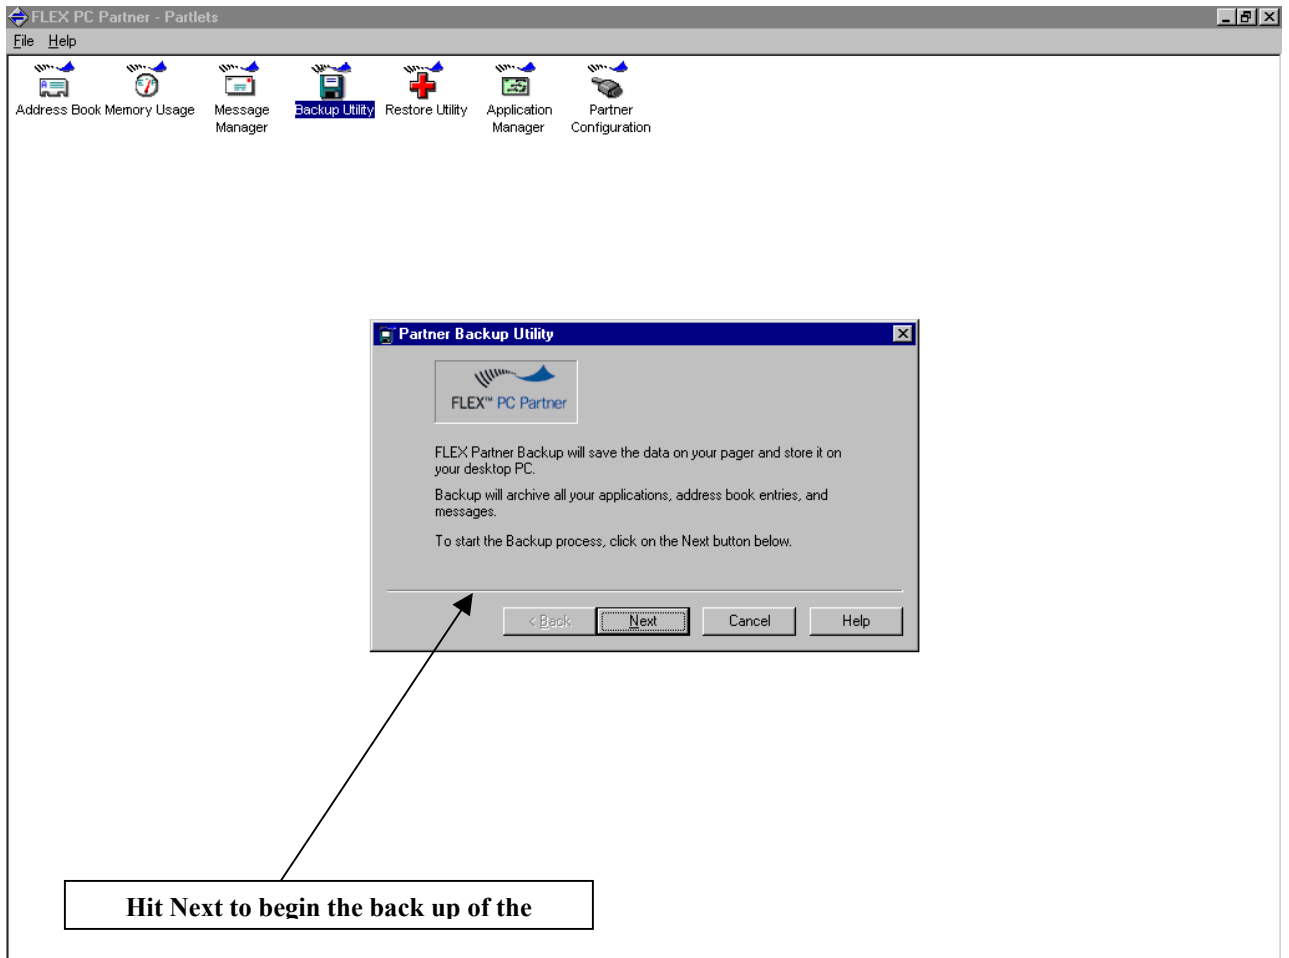 FLEX PC Partner - Partlets
File Help
Address Book Memory Usage Message Manager Backup Utility Restore Utility Application Manager Partner Configuration
Partner Backup Utility
FLEX™ PC Partner
FLEX Partner Backup will save the data on your pager and store it on
your desktop PC.
Backup will archive all your applications, address book entries, and
messages.
To start the Backup process, click on the Next button below.
< Back Next Cancel Help
Hit Next to begin the back up of the